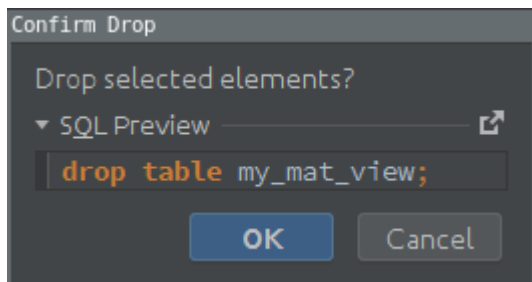 Confirm Drop
Drop selected elements?
SQL Preview
drop table my_mat_view;
OK Cancel